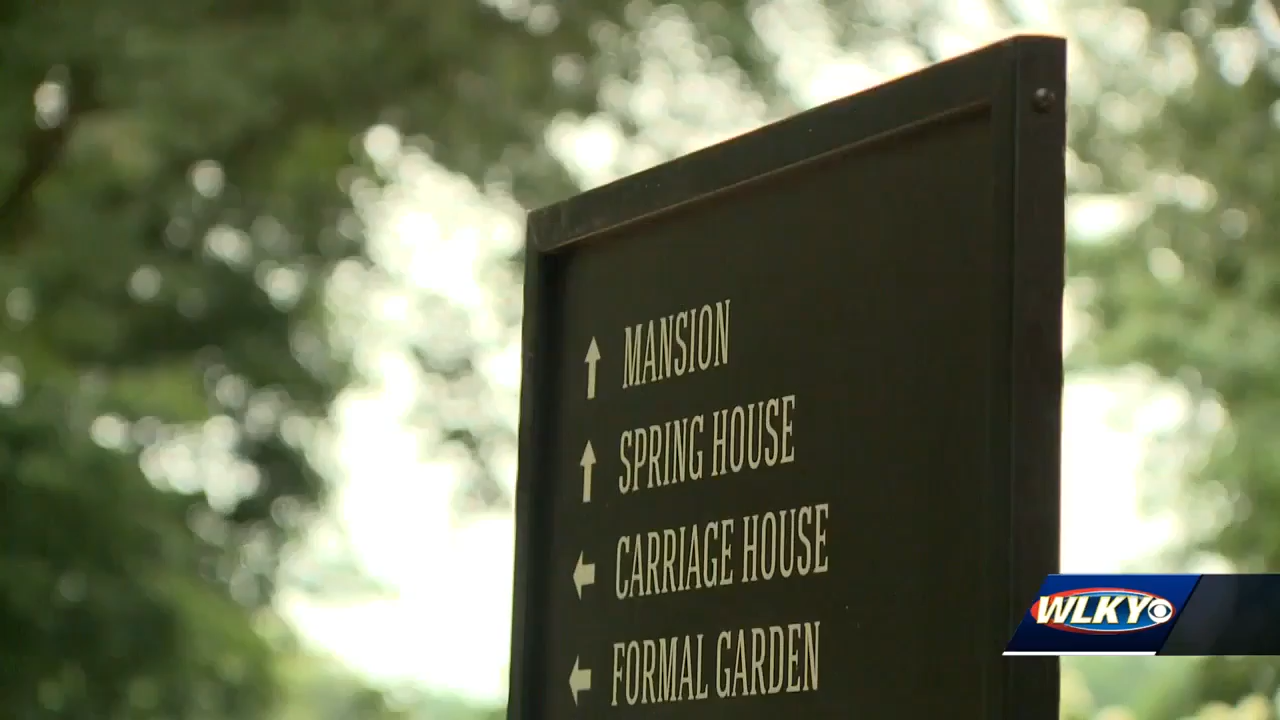 MANSION
SPRING HOUSE
CARRIAGE HOUSE
FORMAL GARDEN
WLKY